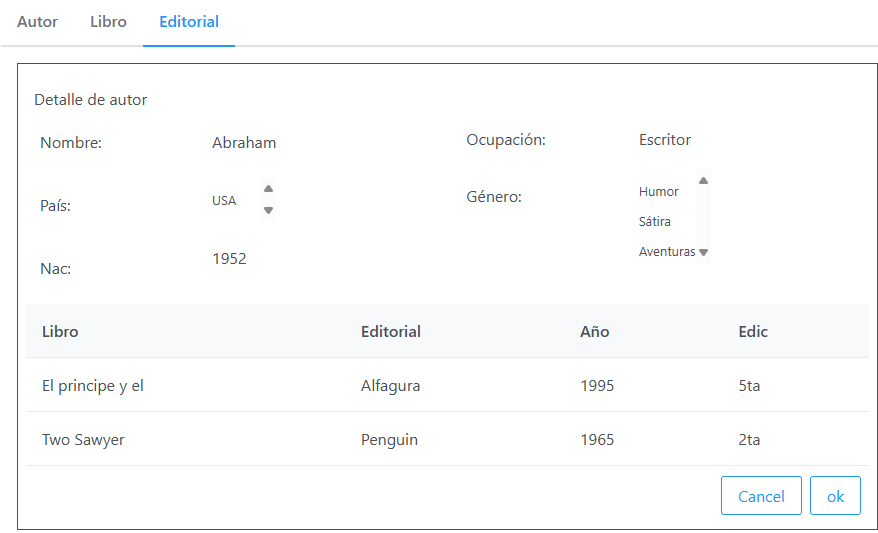 Autor Libro Editorial
Detalle de autor
Nombre: Abraham Ocupación: Escritor
País: USA Género: Humor
Sátira
Aventuras
Nac: 1952
Libro Editorial Año Edic
El principe y el Alfagura 1995 5ta
Two Sawyer Penguin 1965 2ta
Cancel ok